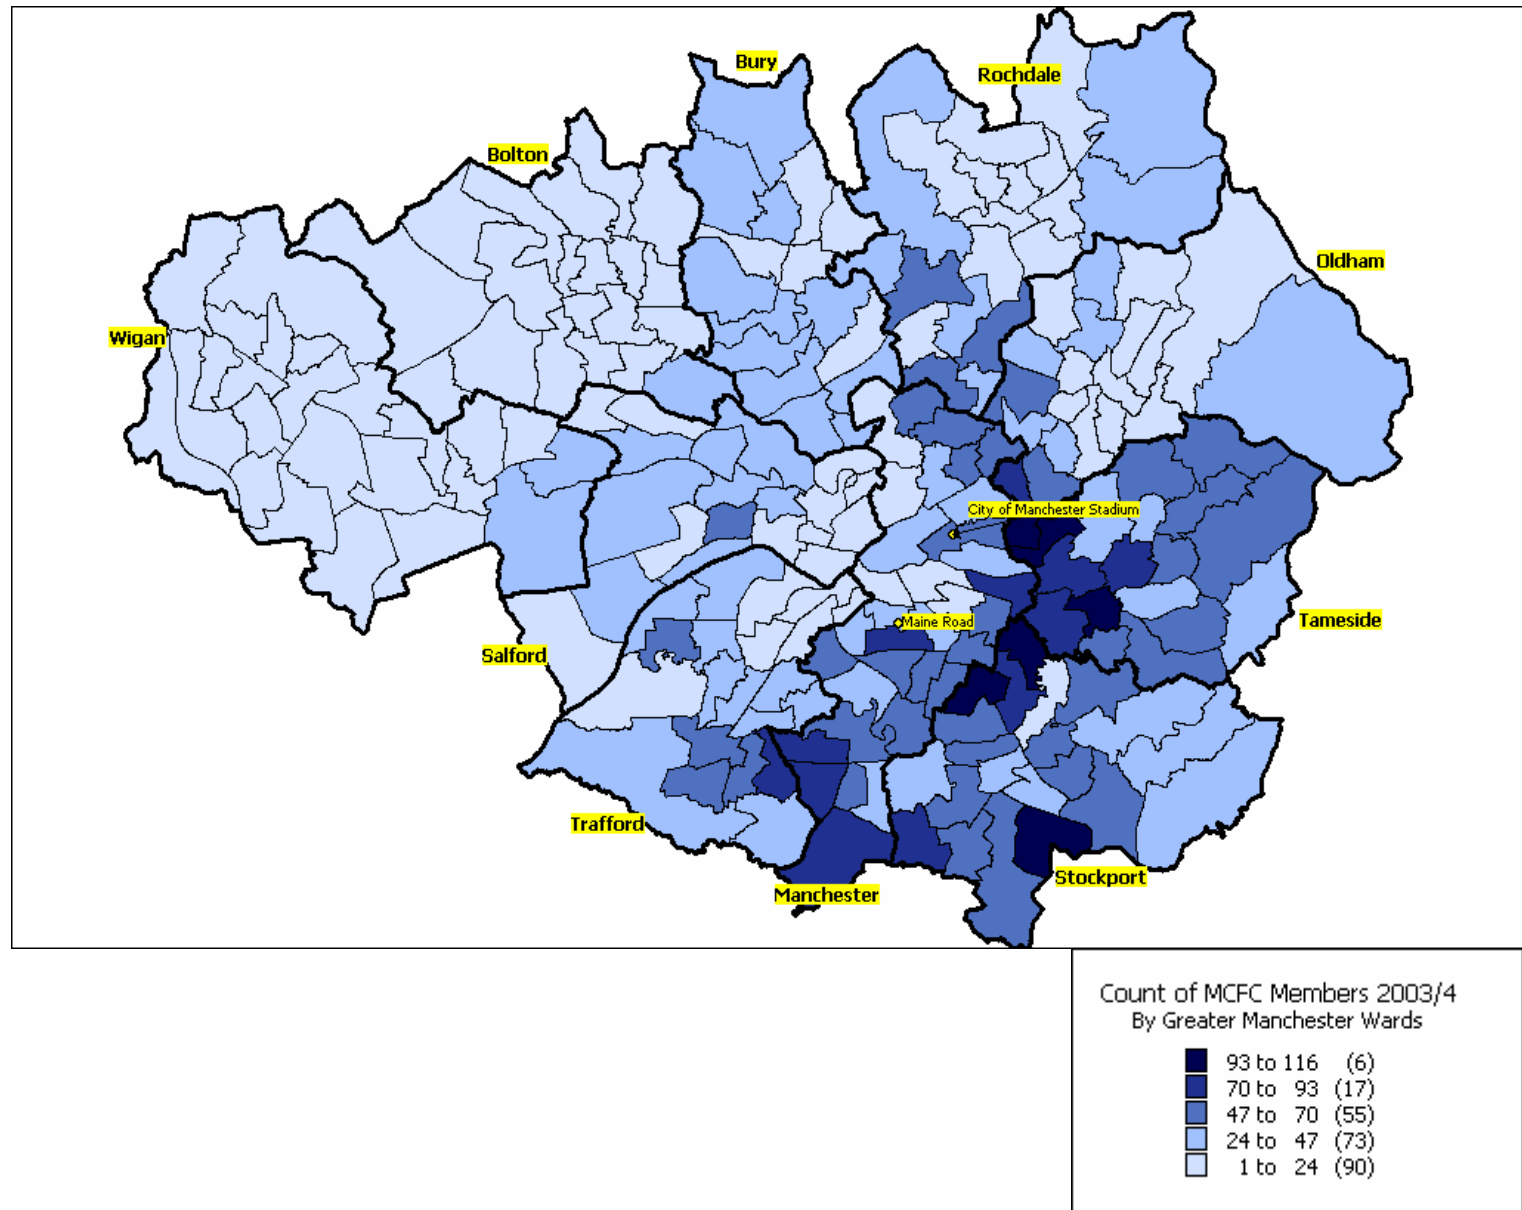 Bury
Rochdale
Bolton
Oldham
Wigan
City of Manchester Stadium
Maine Road
Tameside
Salford
Trafford
Stockport
Manchester
Count of MCFC Members 2003/4
By Greater Manchester Wards
93 to 116 (6)
70 to 93 (17)
47 to 70 (55)
24 to 47 (73)
1 to 24 (90)